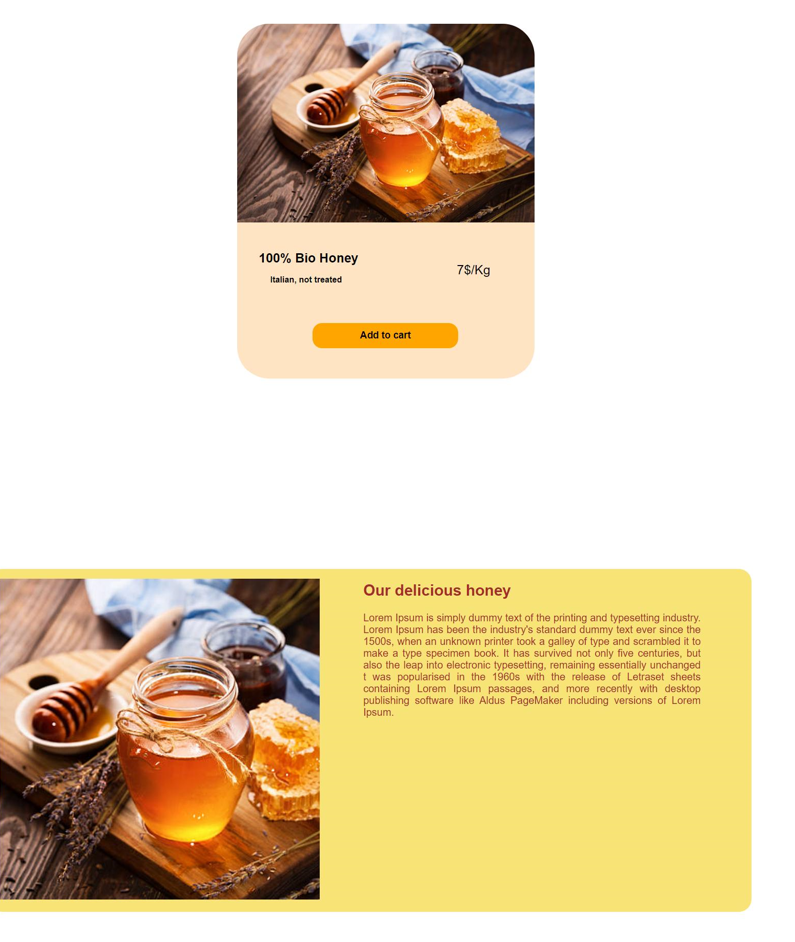 100% Bio Honey
Italian, not treated
7$/Kg
Add to cart
Our delicious honey
Lorem Ipsum is simply dummy text of the printing and typesetting industry.
Lorem Ipsum has been the industry's standard dummy text ever since the
1500s, when an unknown printer took a galley of type and scrambled it to
make a type specimen book. It has survived not only five centuries, but
also the leap into electronic typesetting, remaining essentially unchanged
t was popularised in the 1960s with the release of Letraset sheets
containing Lorem Ipsum passages, and more recently with desktop
publishing software like Aldus PageMaker including versions of Lorem
Ipsum.